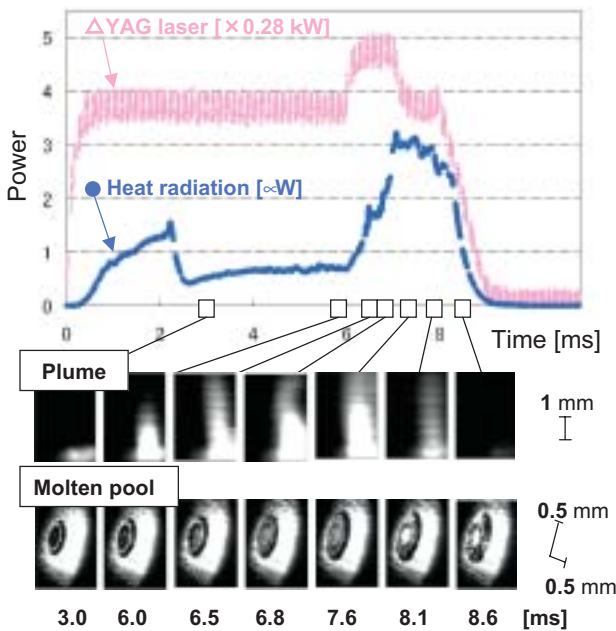 △YAG laser [×0.28 kW]
5
4
3
2
1
0
Power
● Heat radiation [∝W]
0 2 4 6 8
Time [ms]
Plume
1 mm
Molten pool
0.5 mm
0.5 mm
3.0 6.0 6.5 6.8 7.6 8.1 8.6 [ms]